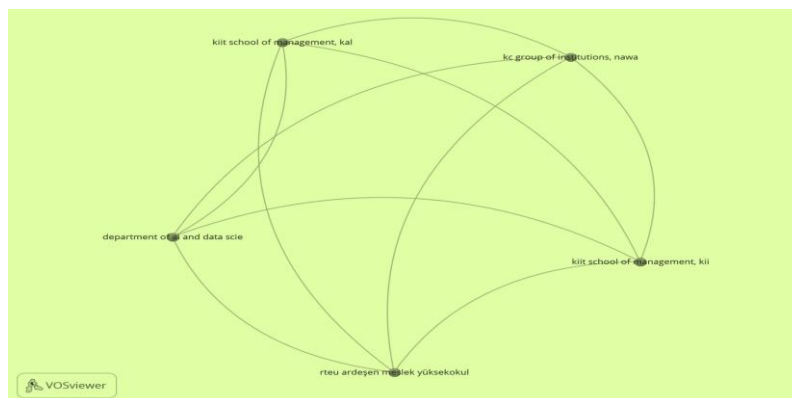 kiit school of management, kal
kc group of institutions, nawa
department of ai and data scie
kiit school of management, kii
rteu ardeşen meslek yüksekokul
VOSviewer